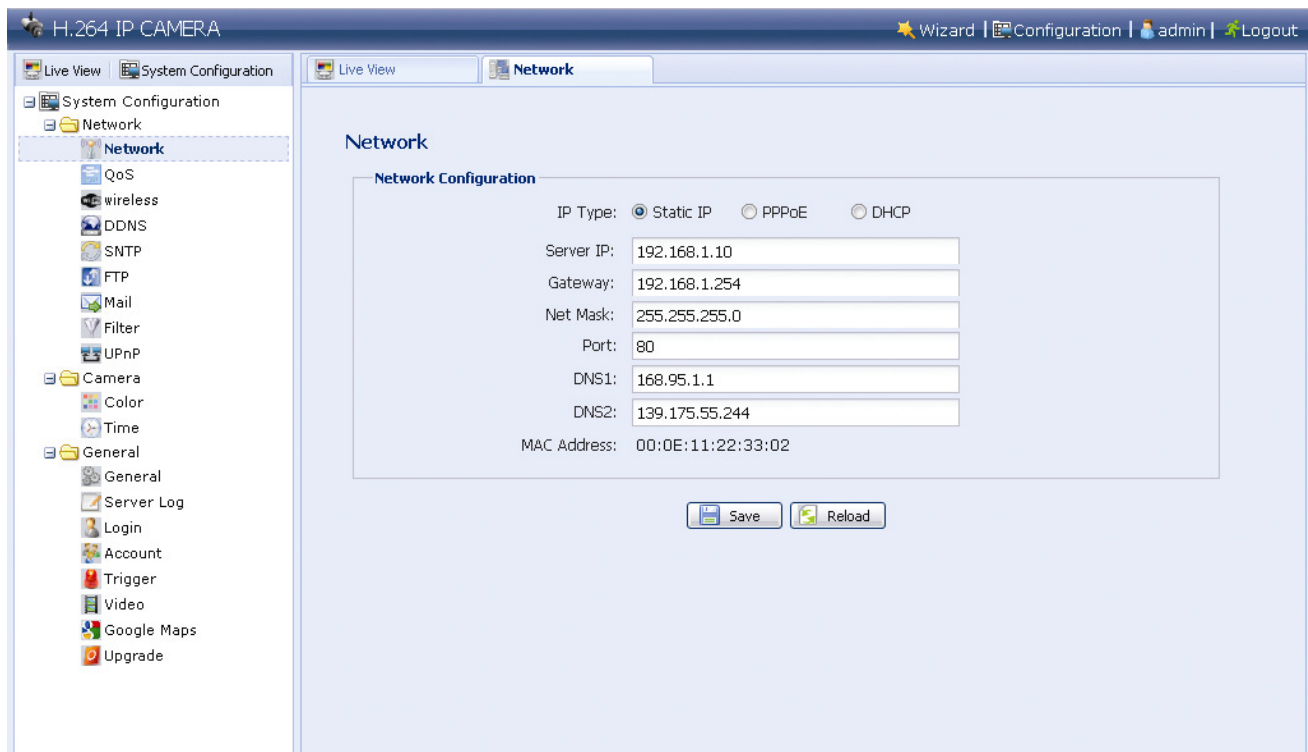 H.264 IP CAMERA
Wizard | Configuration | admin | Logout
Live View System Configuration
System Configuration
Network
Network
QoS
wireless
DDNS
SNTP
FTP
Mail
Filter
UPnP
Camera
Color
Time
General
General
Server Log
Login
Account
Trigger
Video
Google Maps
Upgrade
Live View
Network
Network
Network Configuration
IP Type: Static IP PPPoE DHCP
Server IP: 192.168.1.10
Gateway: 192.168.1.254
Net Mask: 255.255.255.0
Port: 80
DNS1: 168.95.1.1
DNS2: 139.175.55.244
MAC Address: 00:0E:11:22:33:02
Save Reload